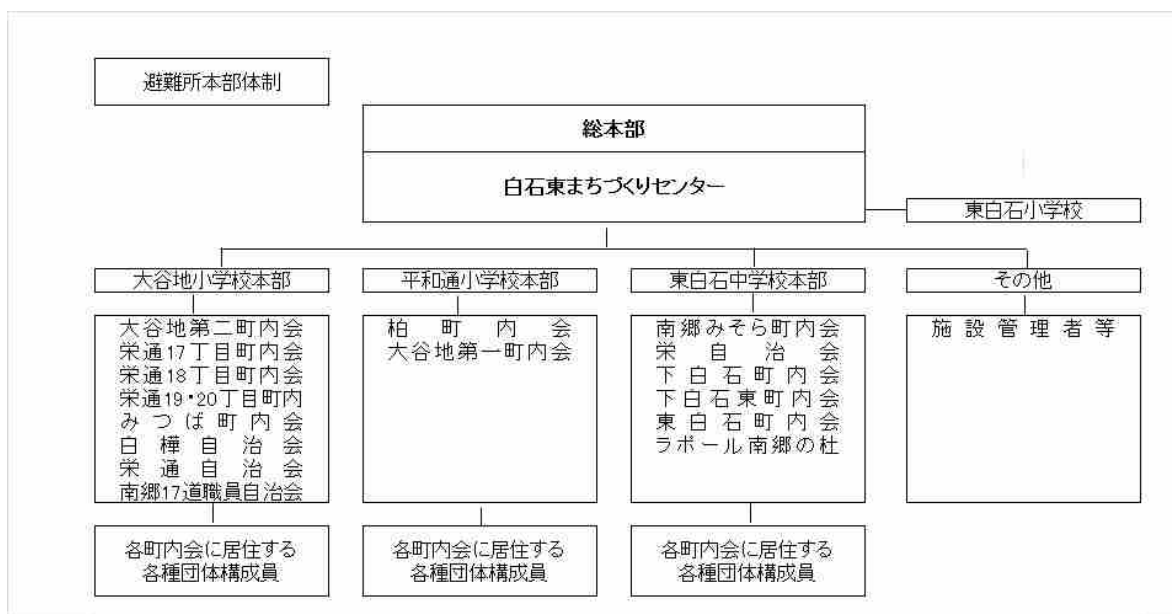 避難所本部体制
総本部
白石東まちづくりセンター
東白石小学校
大谷地小学校本部
大谷地第二町内会
栄通17丁目町内会
栄通18丁目町内会
栄通19・20丁目町内
みつば町内会
白樺自治会
栄通自治会
南郷17道職員自治会
各町内会に居住する
各種団体構成員
平和通小学校本部
柏町内会
大谷地第一町内会
各町内会に居住する
各種団体構成員
東白石中学校本部
南郷みそら町内会
栄自治会
下白石町内会
下白石東町内会
東白石町内会
ラポール南郷の杜
各町内会に居住する
各種団体構成員
その他
施設管理者等